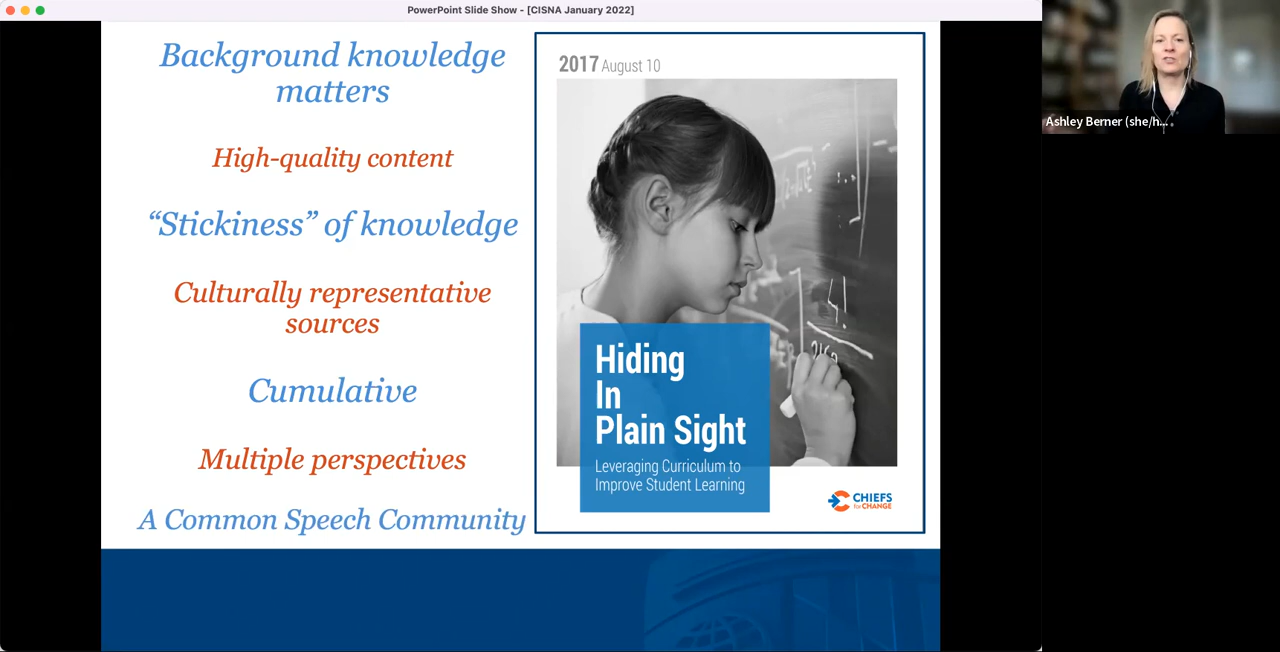 PowerPoint Slide Show - [CISNA January 2022]
Background knowledge
matters
High-quality content
“Stickiness” of knowledge
Culturally representative
sources
Cumulative
Multiple perspectives
A Common Speech Community
2017 August 10
Hiding
In
Plain Sight
Leveraging Curriculum to
Improve Student Learning
CHIEFS
for CHANGE
Ashley Berner (she/h...